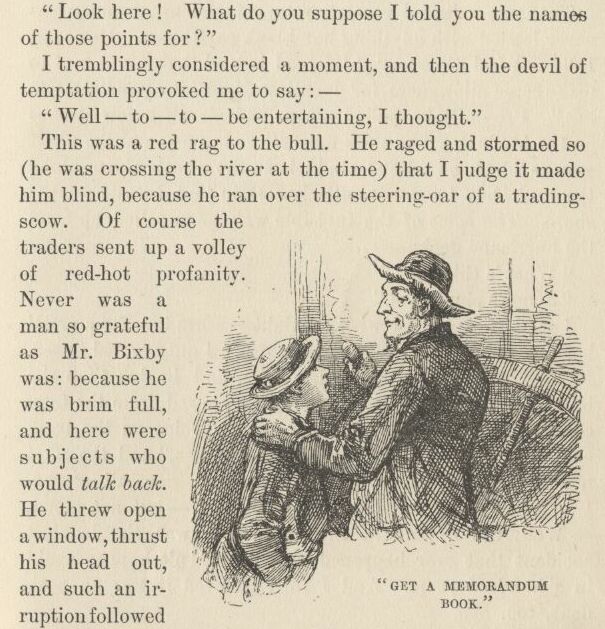 “ Look here ! What do you suppose I told you the names
of those points for ? ”
I tremblingly considered a moment, and then the devil of
temptation provoked me to say : —
“ Well — to — to — be entertaining, I thought.”
This was a red rag to the bull. He raged and stormed so
(he was crossing the river at the time) that I judge it made
him blind, because he ran over the steering-oar of a trading-
scow. Of course the
traders sent up a volley
of red-hot profanity.
Never was a
man so grateful
as Mr. Bixby
was : because he
was brim full,
and here were
subjects who
would talk back.
He threw open
a window, thrust
his head out,
and such an ir-
ruption followed
“ GET A MEMORANDUM
BOOK.”